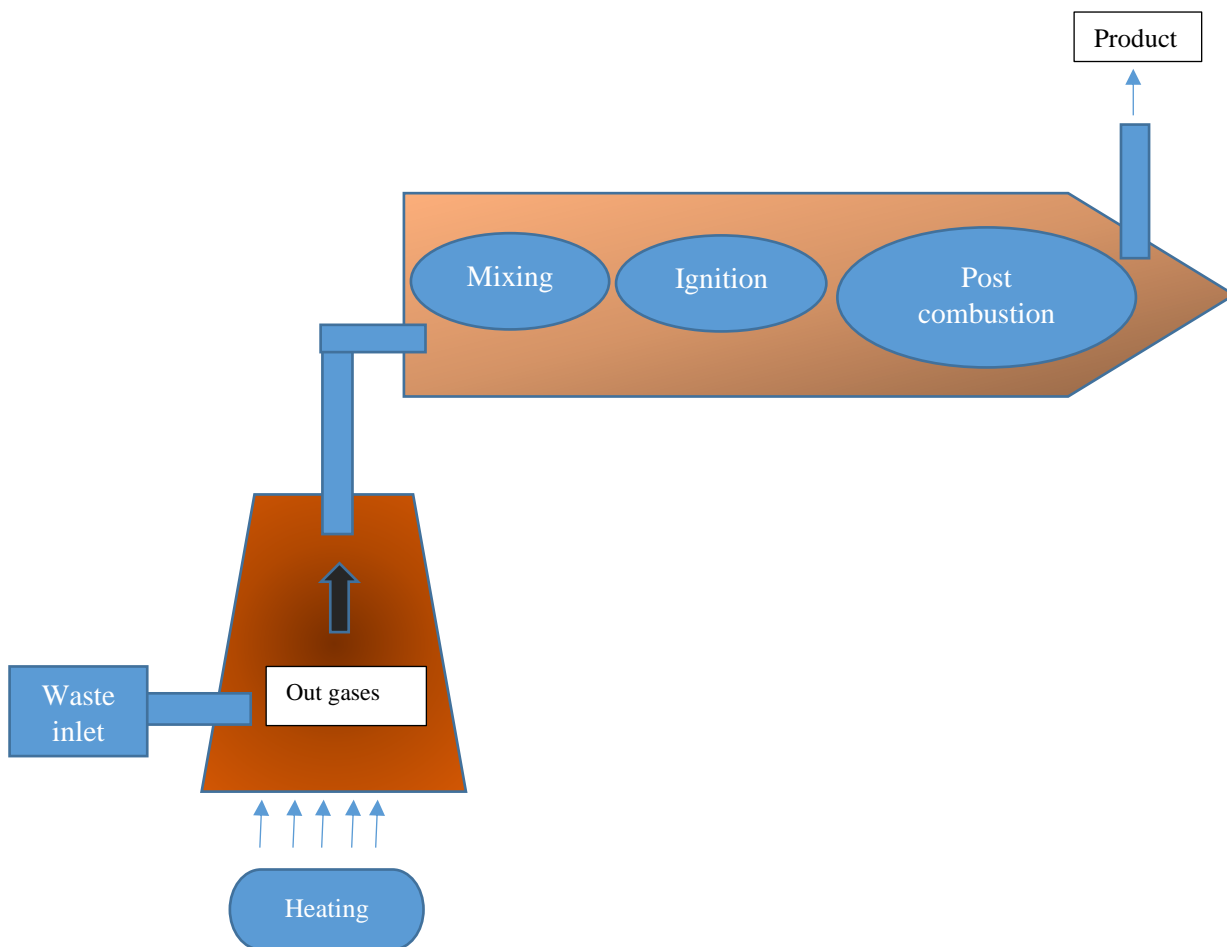 Product
Mixing
Ignition
Post
combustion
Out gases
Waste
inlet
Heating